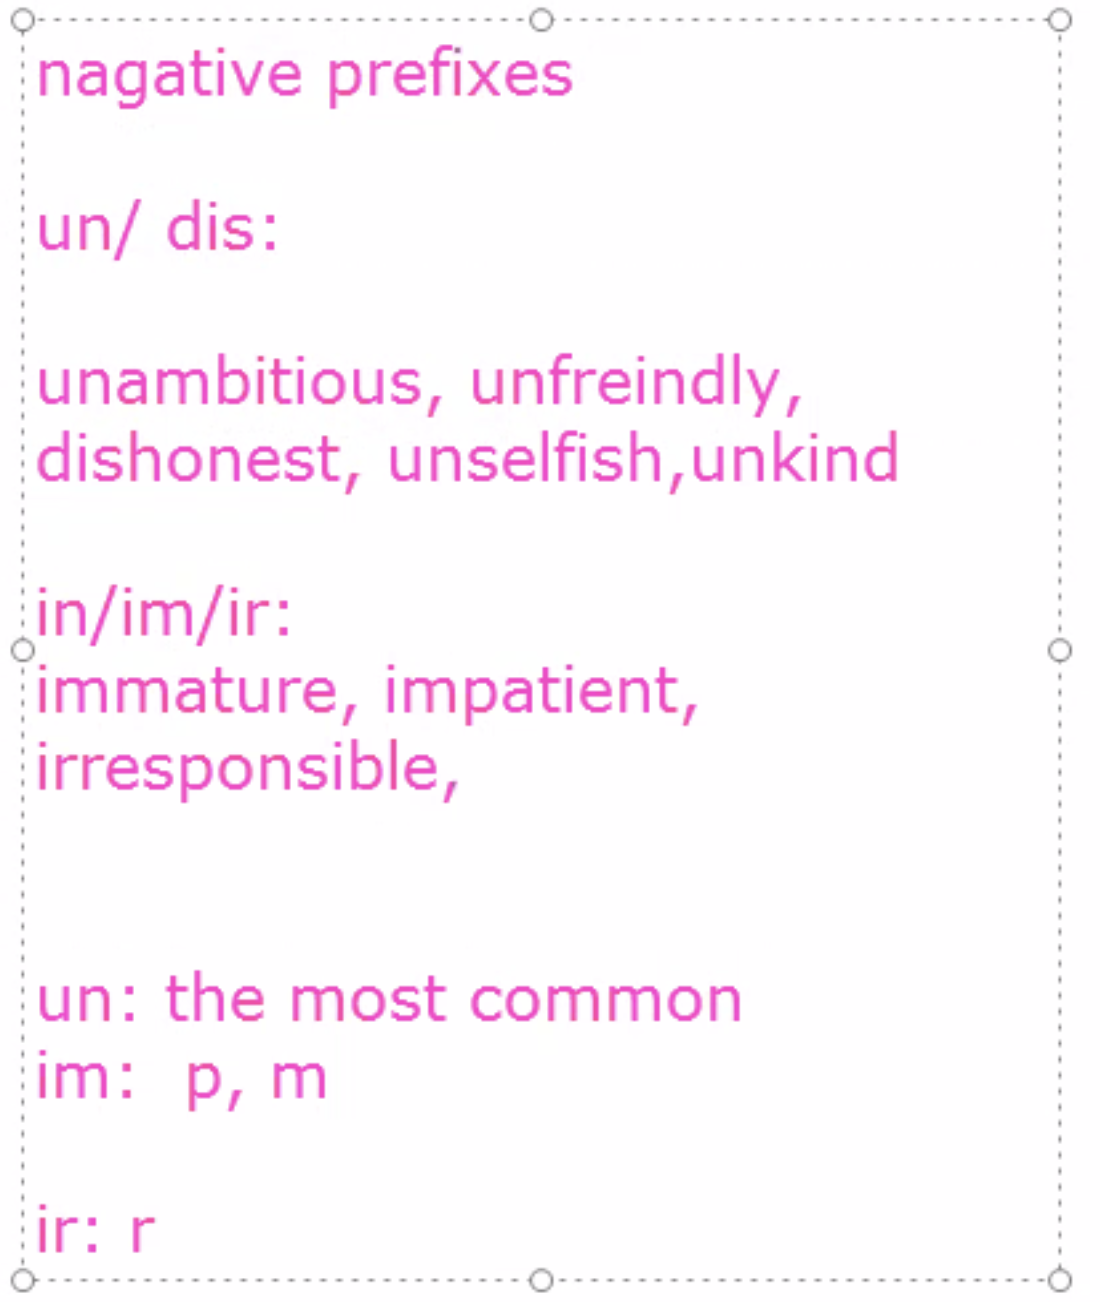 nagative prefixes
un/ dis:
unambitious, unfreindly,
dishonest, unselfish,unkind
in/im/ir:
immature, impatient,
irresponsible,
un: the most common
im:  p, m
ir: r